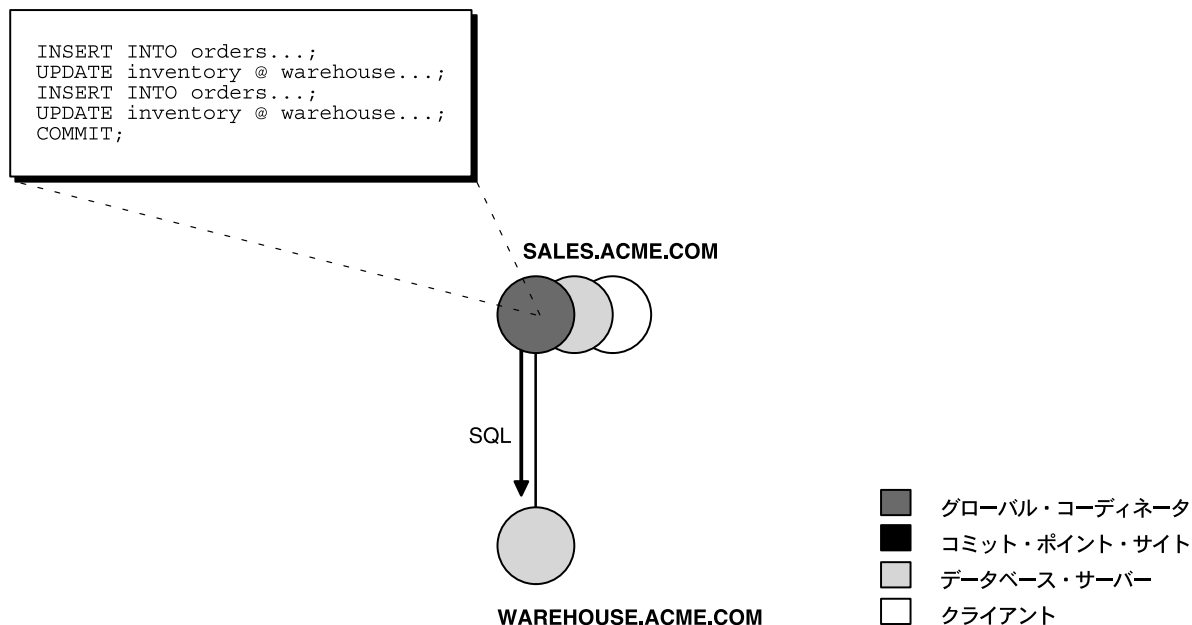 INSERT INTO orders...;
UPDATE inventory @ warehouse...;
INSERT INTO orders...;
UPDATE inventory @ warehouse...;
COMMIT;
SALES.ACME.COM
SQL
WAREHOUSE.ACME.COM
グローバル・コーディネータ
コミット・ポイント・サイト
データベース・サーバー
クライアント